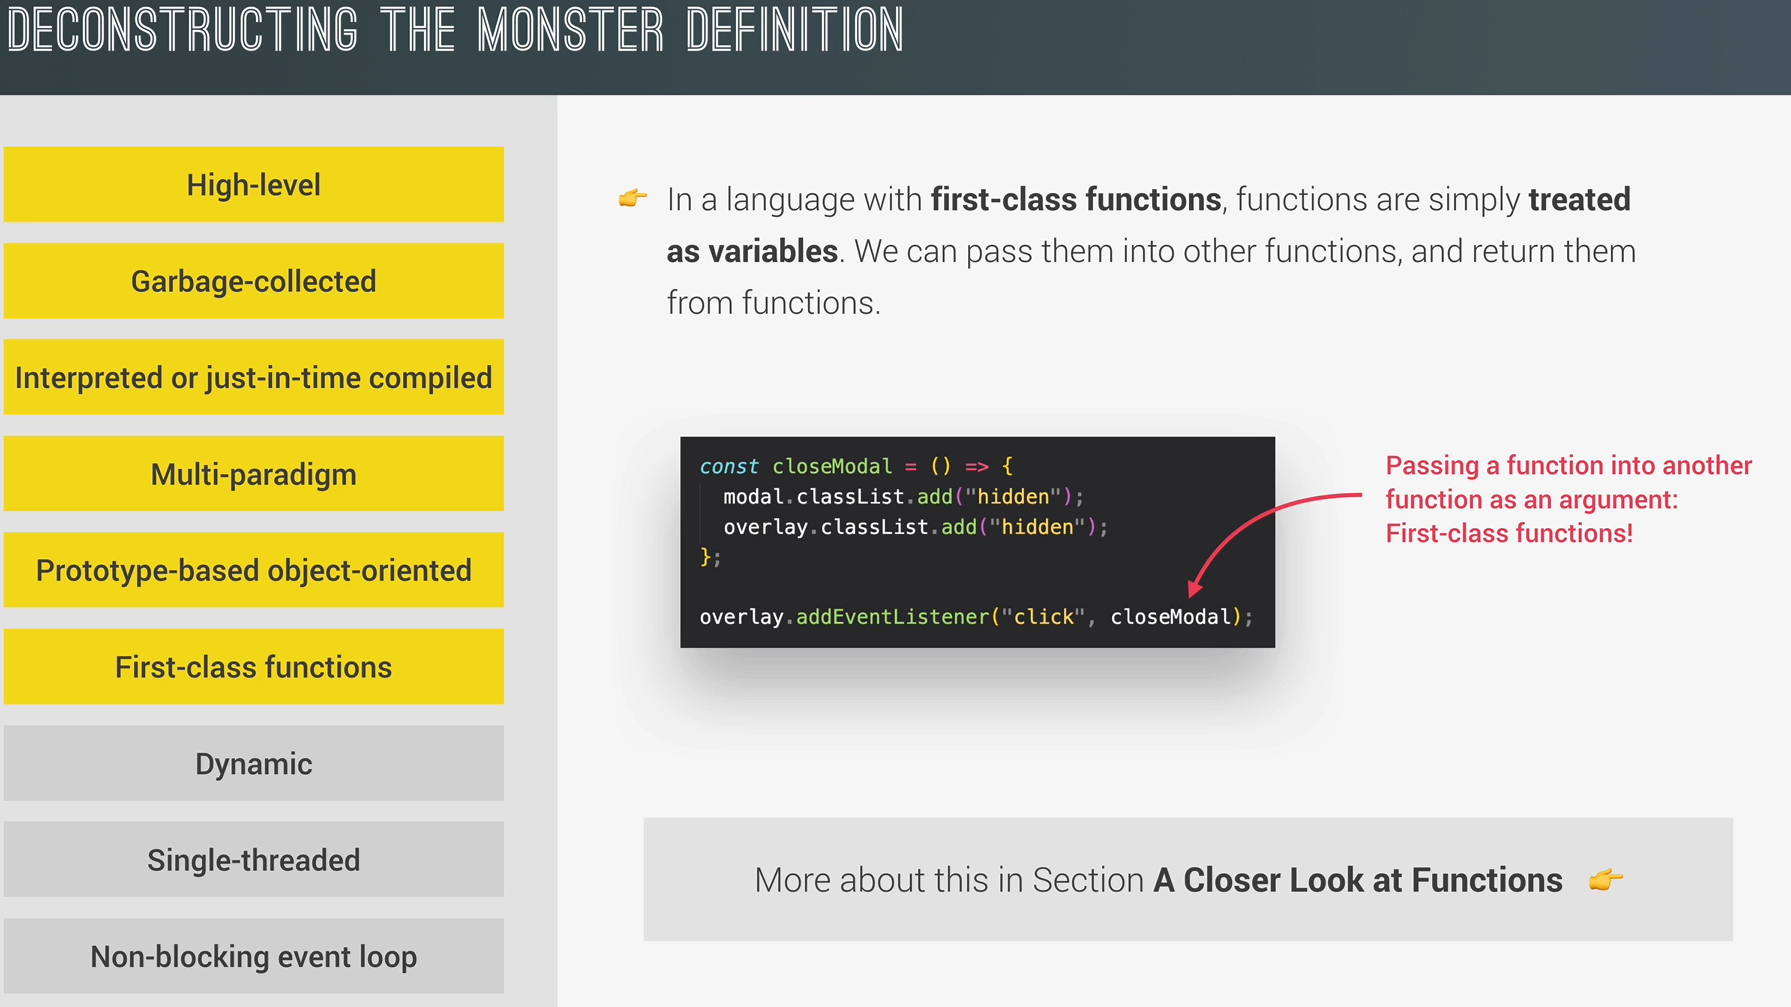 DECONSTRUCTING THE MONSTER DEFINITION
High-level
Garbage-collected
Interpreted or just-in-time compiled
Multi-paradigm
Prototype-based object-oriented
First-class functions
Dynamic
Single-threaded
Non-blocking event loop
👉 In a language with first-class functions, functions are simply treated
as variables. We can pass them into other functions, and return them
from functions.
const closeModal = () => {
  modal.classList.add("hidden");
  overlay.classList.add("hidden");
};
overlay.addEventListener("click", closeModal);
Passing a function into another
function as an argument:
First-class functions!
More about this in Section A Closer Look at Functions 👉